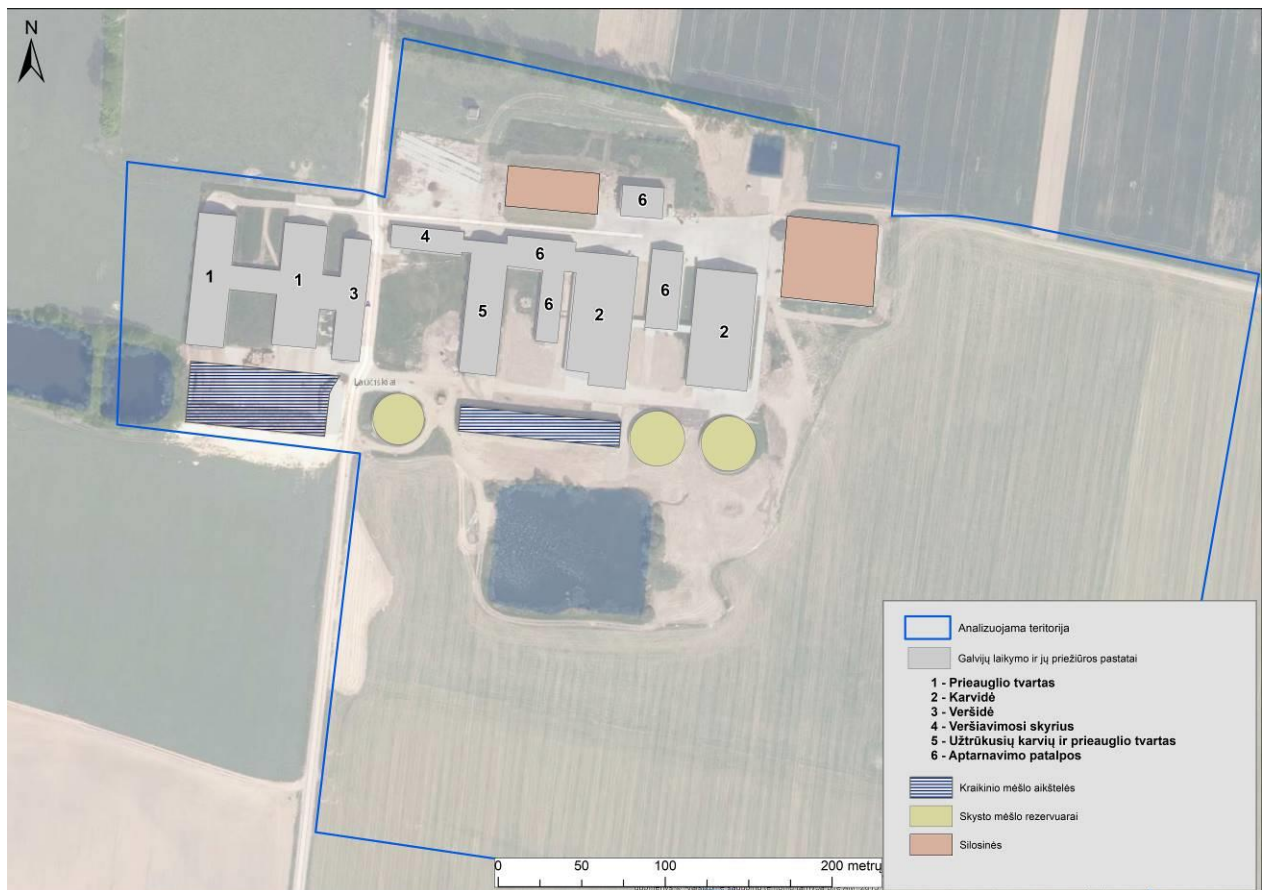 N
6
4
6
1
1
3
5
6
2
6
2
Analizuojama teritorija
Galvijų laikymo ir jų priežiūros pastatai
1 - Prieauglio tvartas
2 - Karvidė
3 - Veršidė
4 - Veršiavimosi skyrius
5 - Užtrūkusių karvių ir prieauglio tvartas
6 - Aptarnavimo patalpos
Kraikinio mėšlo aikštelės
Skysto mėšlo rezervuarai
Silosinės
0 50 100 200 metrų